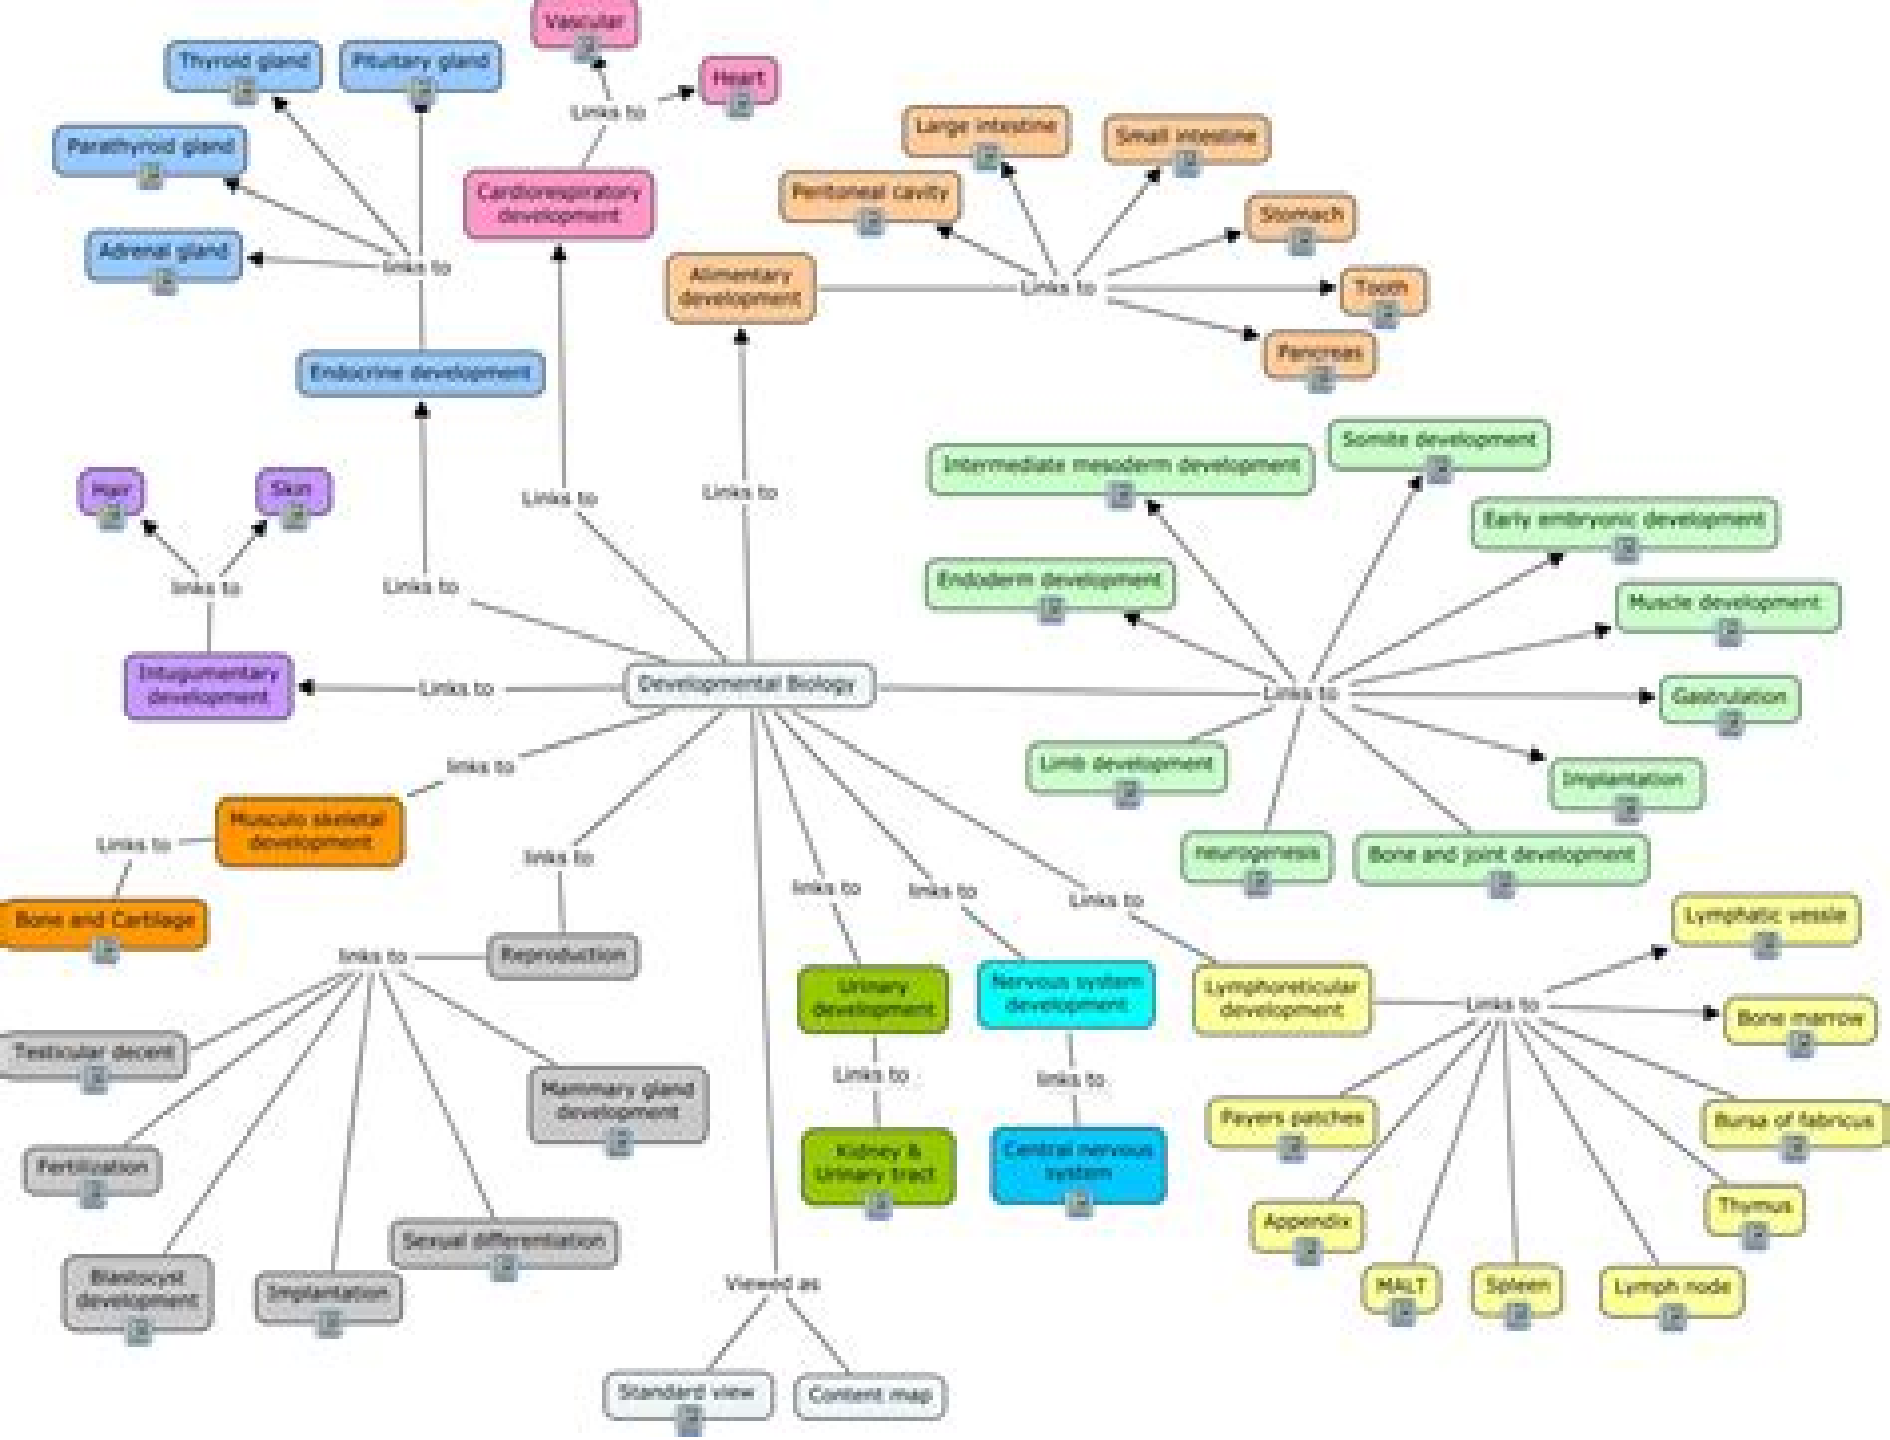 Vascular
Thyroid gland
Pituitary gland
Heart
Links to
Large intestine
Small intestine
Parathyroid gland
Cardiorespiratory
development
Peritoneal cavity
Stomach
Adrenal gland
links to
Alimentary
development
Links to
Tooth
Pancreas
Endocrine development
Somite development
Intermediate mesoderm development
Hair
Skin
Links to
Links to
Early embryonic development
links to
Links to
Endoderm development
Muscle development
Intugumentary
development
Links to
Developmental Biology
Links to
Gastrulation
links to
Limb development
Implantation
Musculo skeletal
development
Links to
links to
neurogenesis
Bone and joint development
links to
links to
Links to
Bone and Cartilage
Lymphatic vessle
links to
Reproduction
Urinary
development
Nervous system
development
Lymphoreticular
development
Links to
Bone marrow
Testicular decent
Mammary gland
development
Links to
links to
Payers patches
Bursa of fabricus
Fertilization
Kidney &
Urinary tract
Central nervous
system
Appendix
Thymus
Sexual differentiation
Blastocyst
development
Implantation
Viewed as
MALT
Spleen
Lymph node
Standard view
Content map